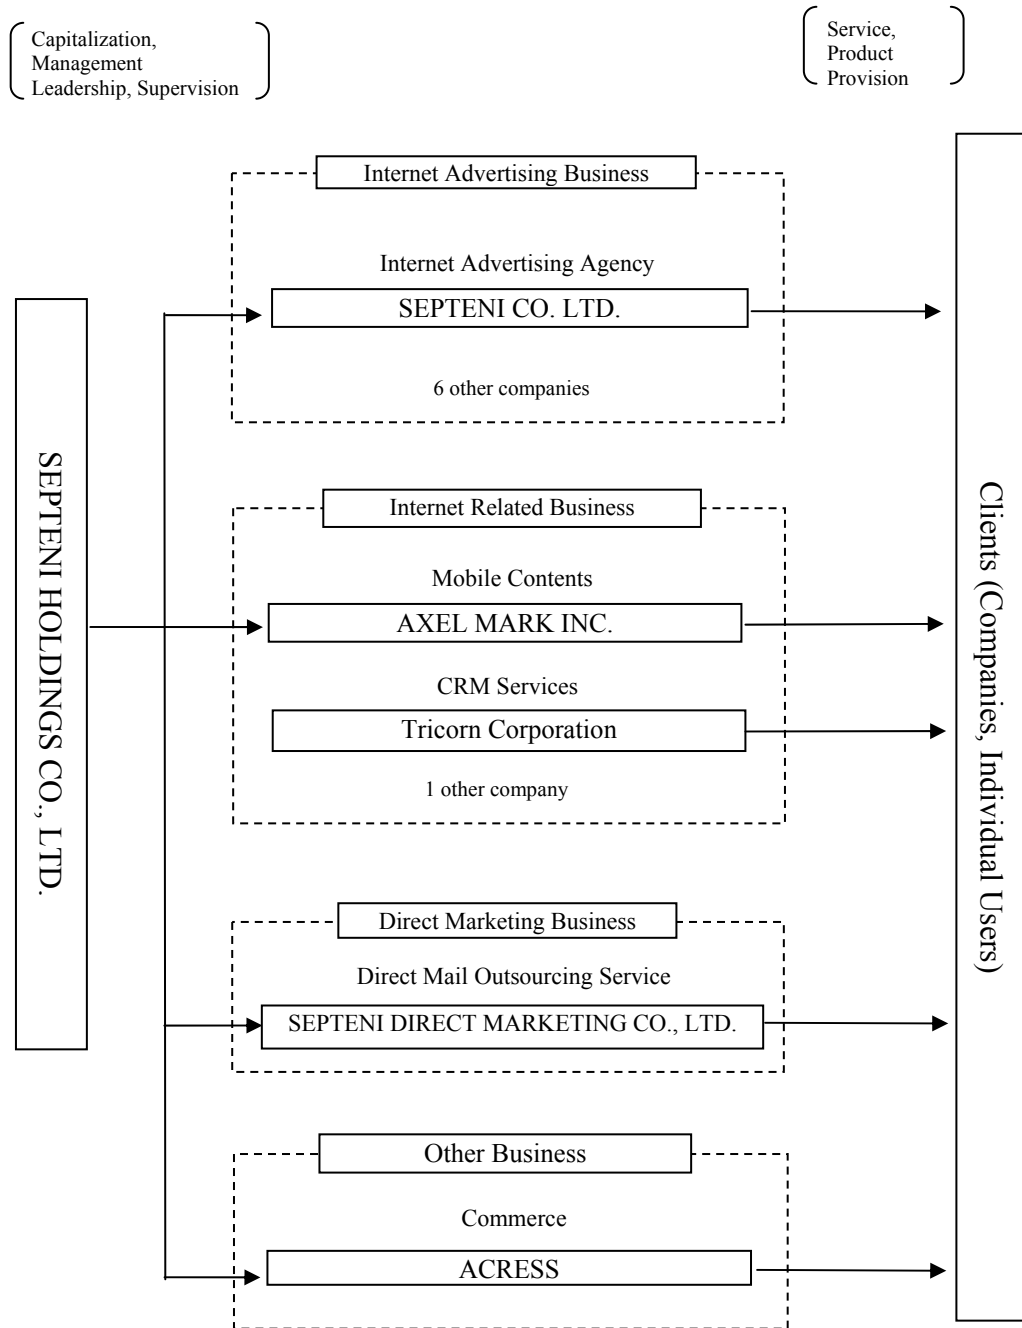 Capitalization,
Management
Leadership, Supervision
Service,
Product
Provision
SEPTENI HOLDINGS CO., LTD.
Internet Advertising Business
Internet Advertising Agency
SEPTENI CO. LTD.
6 other companies
Internet Related Business
Mobile Contents
AXEL MARK INC.
CRM Services
Tricorn Corporation
1 other company
Direct Marketing Business
Direct Mail Outsourcing Service
SEPTENI DIRECT MARKETING CO., LTD.
Other Business
Commerce
ACRESS
Clients (Companies, Individual Users)